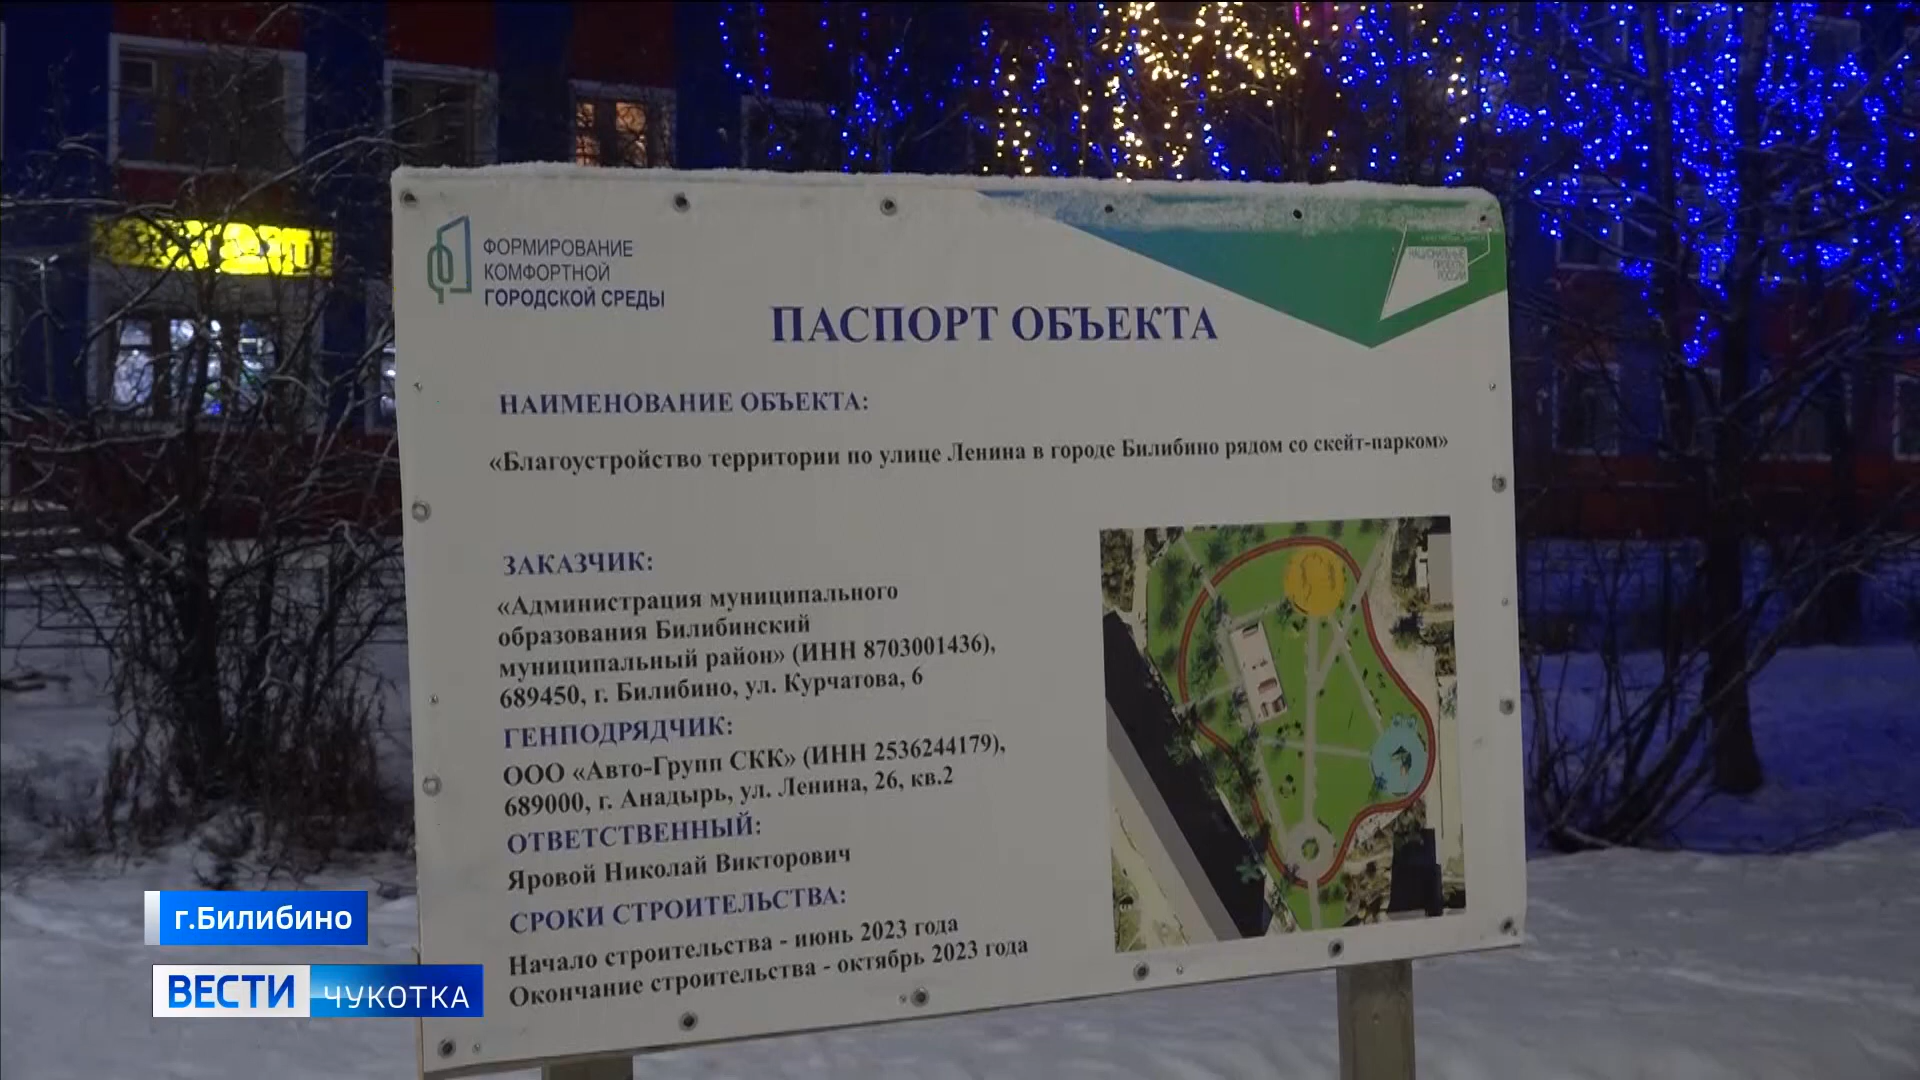 ФОРМИРОВАНИЕ
КОМФОРТНОЙ
ГОРОДСКОЙ СРЕДЫ
НАЦИОНАЛЬНЫЕ
ПРОЕКТЫ
РОССИИ
ПАСПОРТ ОБЪЕКТА
НАИМЕНОВАНИЕ ОБЪЕКТА:
«Благоустройство территории по улице Ленина в городе Билибино рядом со скейт-парком»
ЗАКАЗЧИК:
«Администрация муниципального
образования Билибинский
муниципальный район» (ИНН 8703001436),
689450, г. Билибино, ул. Курчатова, 6
ГЕНПОДРЯДЧИК:
ООО «Авто-Групп СКК» (ИНН 2536244179),
689000, г. Анадырь, ул. Ленина, 26, кв.2
ОТВЕТСТВЕННЫЙ:
Яровой Николай Викторович
СРОКИ СТРОИТЕЛЬСТВА:
Начало строительства - июнь 2023 года
Окончание строительства - октябрь 2023 года
г.Билибино
ВЕСТИ ЧУКОТКА